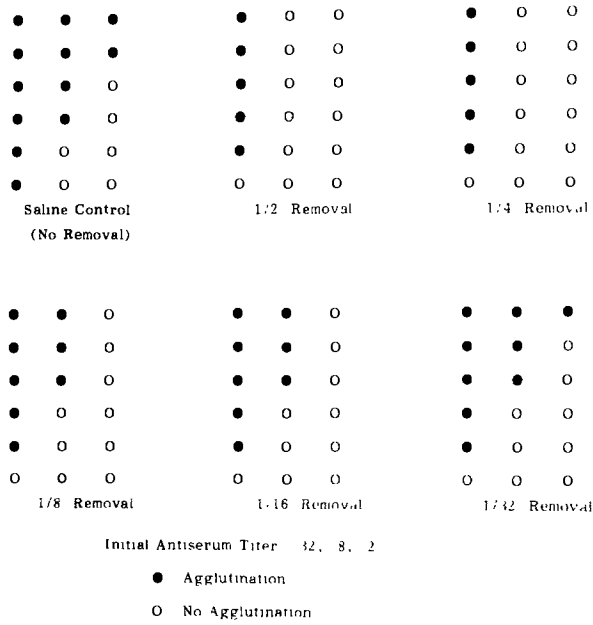 Saline Control
(No Removal)
1/2 Removal
1/4 Removal
1/8 Removal
1/16 Removal
1/32 Removal
Initial Antiserum Titer 32, 8, 2
● Agglutination
O No Agglutination